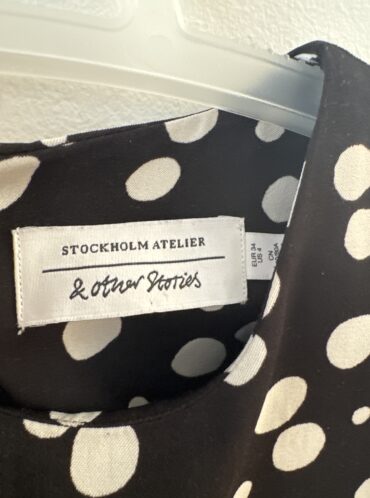 STOCKHOLM ATELIER
& other Stories
EUR 34
US 4
CN